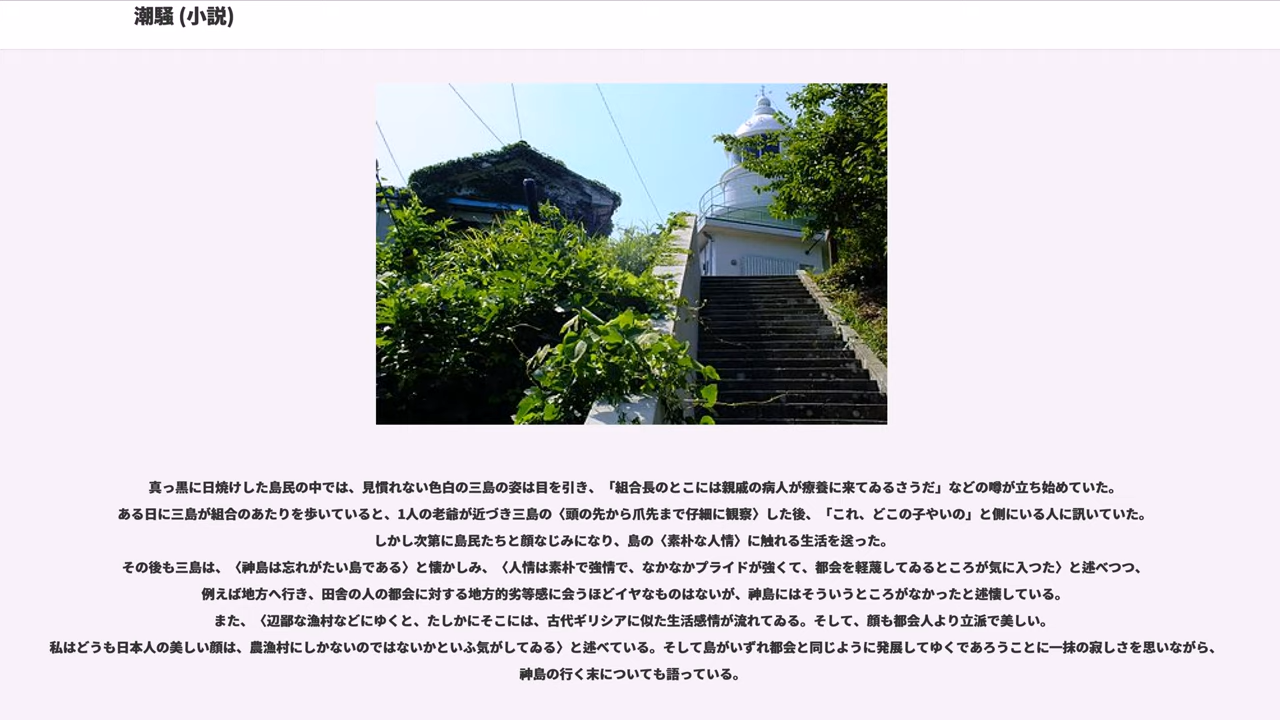 潮騒 (小説)
真っ黒に日焼けした島民の中では、見慣れない色白の三島の姿は目を引き、「組合長のとこには親戚の病人が療養に来てゐるさうだ」などの噂が立ち始めていた。
ある日に三島が組合のあたりを歩いていると、1人の老爺が近づき三島の〈頭の先から爪先まで仔細に観察〉した後、「これ、どこの子やいの」と側にいる人に訊いていた。
しかし次第に島民たちと顔なじみになり、島の〈素朴な人情〉に触れる生活を送った。
その後も三島は、〈神島は忘れがたい島である〉と懐かしみ、〈人情は素朴で強情で、なかなかプライドが強くて、都会を軽蔑してゐるところが気に入つた〉と述べつつ、
例えば地方へ行き、田舎の人の都会に対する地方的劣等感に会うほどイヤなものはないが、神島にはそういうところがなかったと述懐している。
また、〈辺鄙な漁村などにゆくと、たしかにそこには、古代ギリシアに似た生活感情が流れてゐる。そして、顔も都会人より立派で美しい。
私はどうも日本人の美しい顔は、農漁村にしかないのではないかといふ気がしてゐる〉と述べている。そして島がいずれ都会と同じように発展してゆくであろうことに一抹の寂しさを思いながら、
神島の行く末についても語っている。